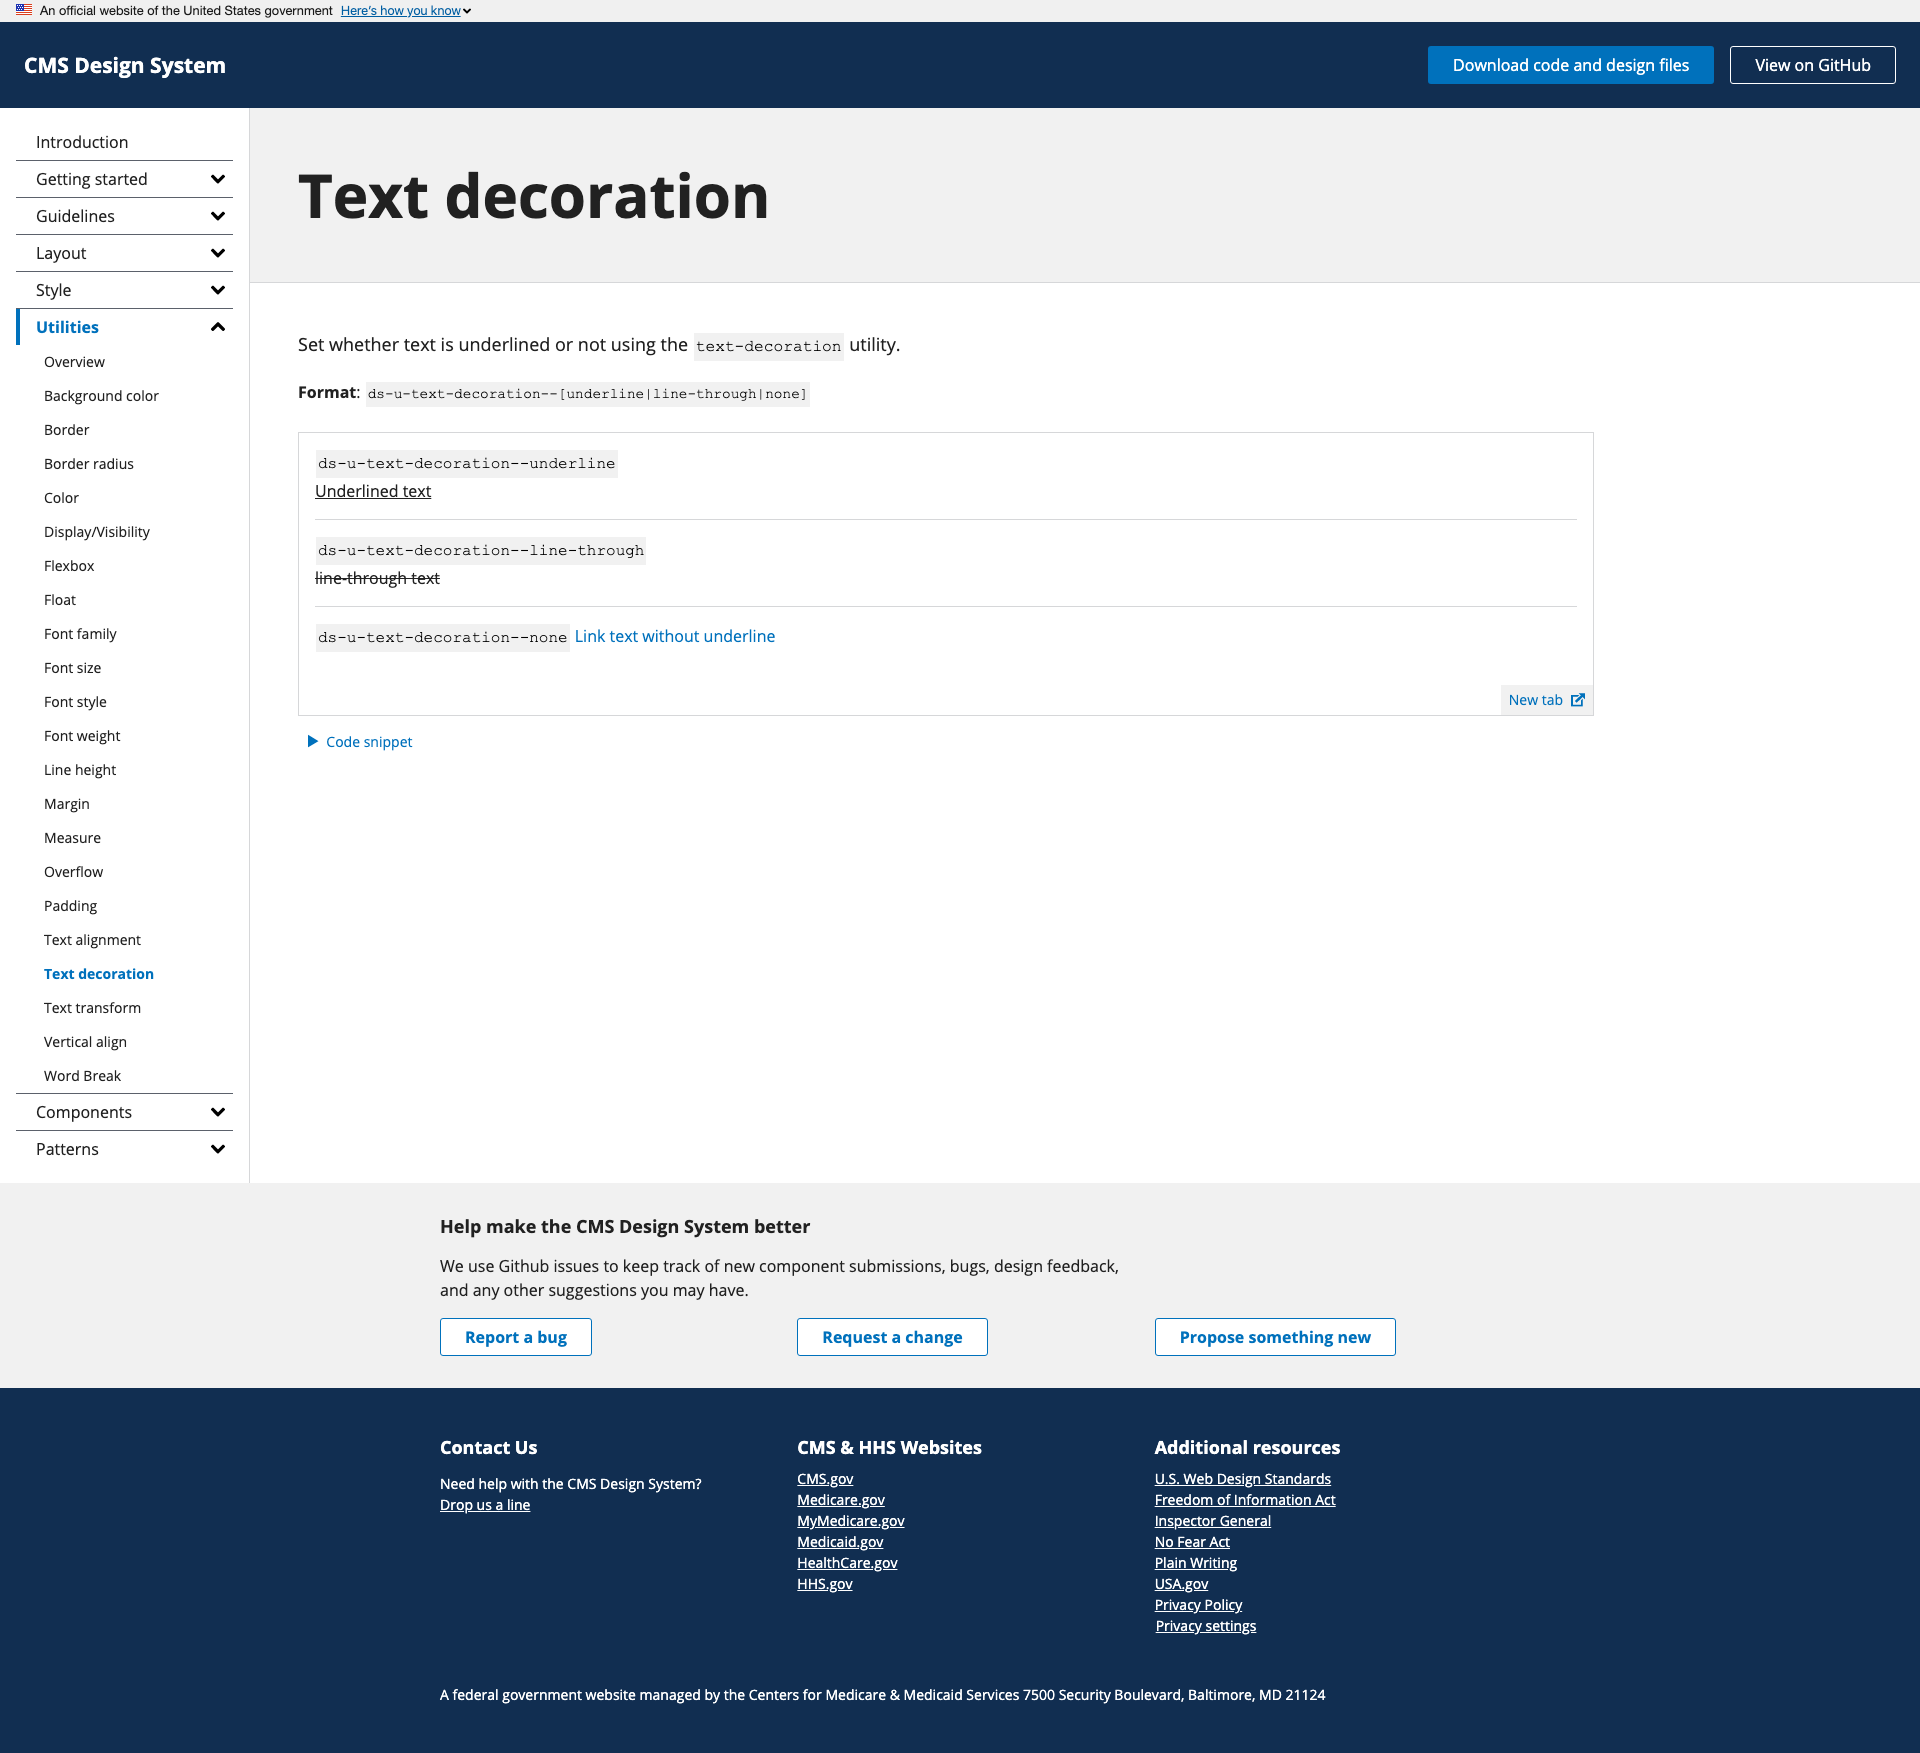 An official website of the United States government Here's how you know
CMS Design System
Download code and design files
View on GitHub
Introduction
Getting started
Guidelines
Layout
Style
Utilities
Overview
Background color
Border
Border radius
Color
Display/Visibility
Flexbox
Float
Font family
Font size
Font style
Font weight
Line height
Margin
Measure
Overflow
Padding
Text alignment
Text decoration
Text transform
Vertical align
Word Break
Components
Patterns
Text decoration
Set whether text is underlined or not using the text-decoration utility.
Format: ds-u-text-decoration--[underline|line-through|none]
ds-u-text-decoration--underline
Underlined text
ds-u-text-decoration--line-through
line-through text
ds-u-text-decoration--none Link text without underline
New tab
Code snippet
Help make the CMS Design System better
We use Github issues to keep track of new component submissions, bugs, design feedback,
and any other suggestions you may have.
Report a bug
Request a change
Propose something new
Contact Us
Need help with the CMS Design System?
Drop us a line
CMS & HHS Websites
CMS.gov
Medicare.gov
MyMedicare.gov
Medicaid.gov
HealthCare.gov
HHS.gov
Additional resources
U.S. Web Design Standards
Freedom of Information Act
Inspector General
No Fear Act
Plain Writing
USA.gov
Privacy Policy
Privacy settings
A federal government website managed by the Centers for Medicare & Medicaid Services 7500 Security Boulevard, Baltimore, MD 21124